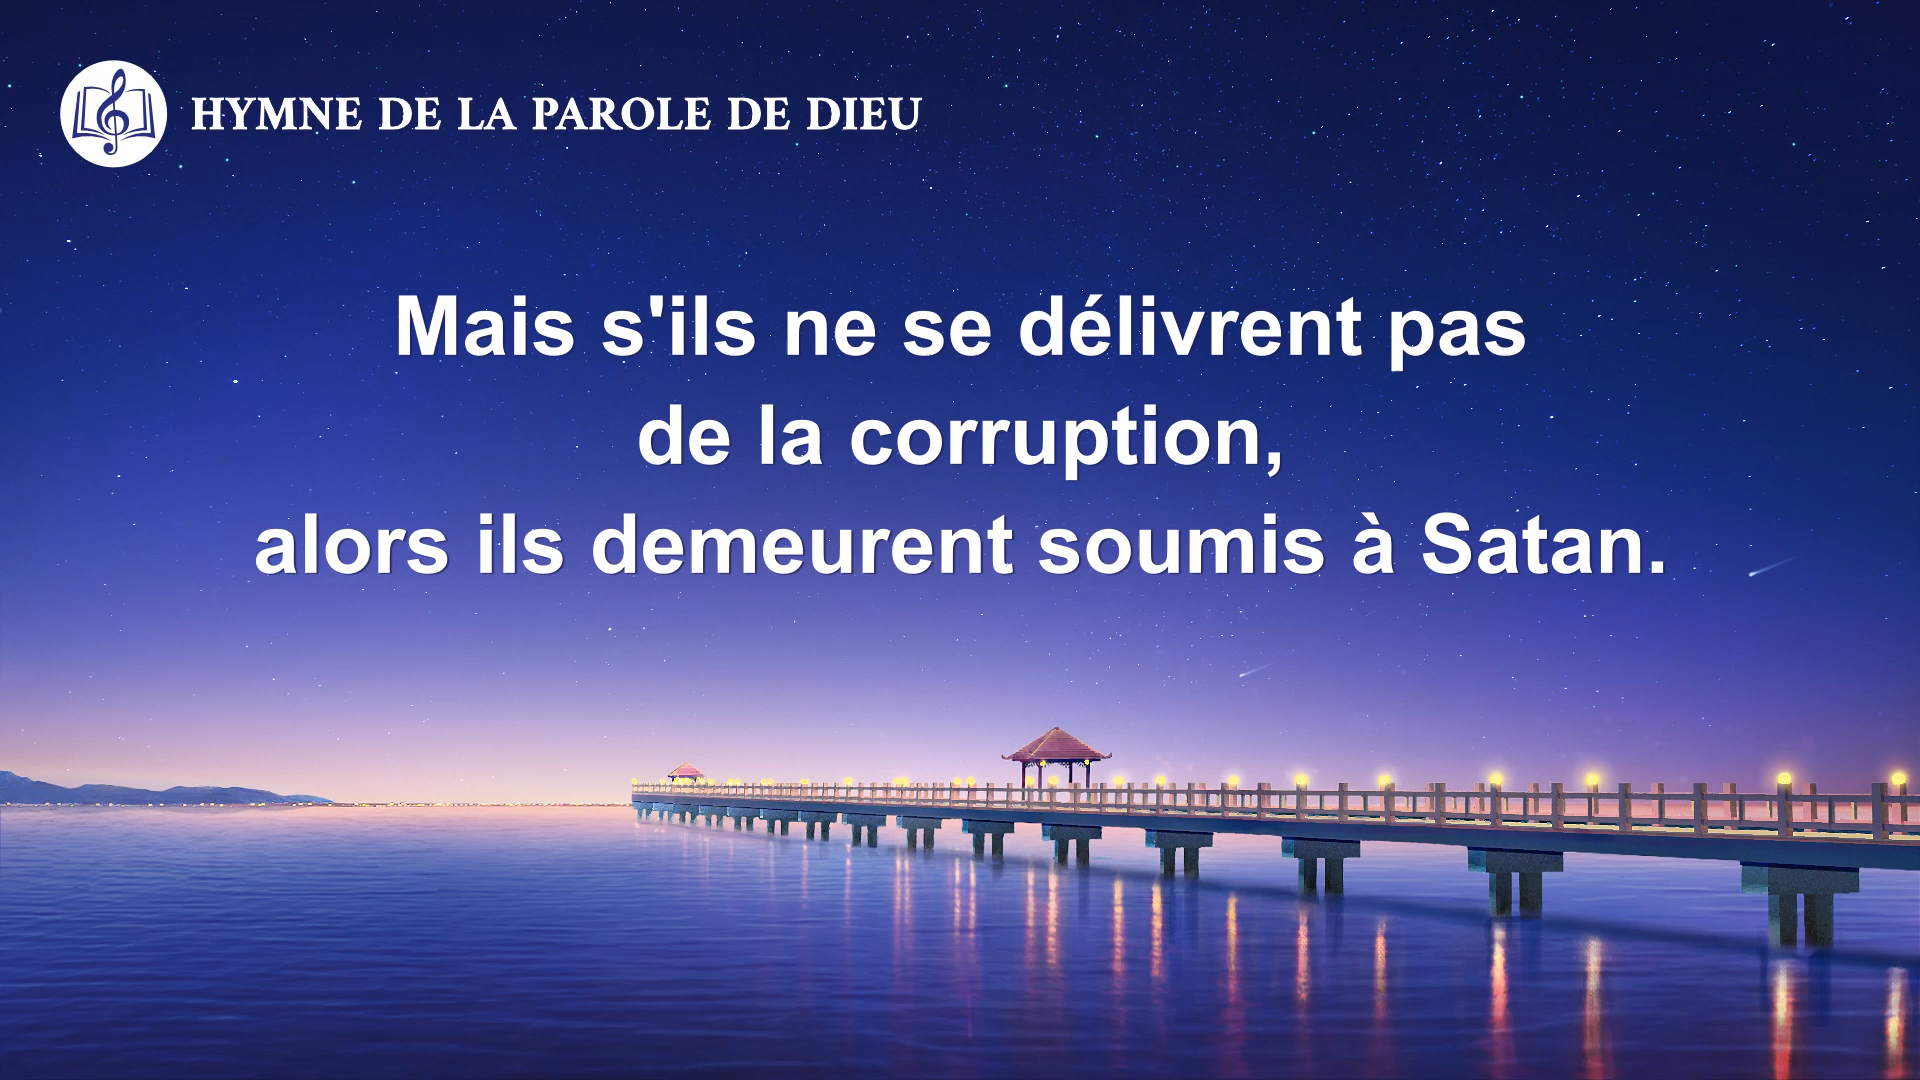 HYMNE DE LA PAROLE DE DIEU
Mais s'ils ne se délivrent pas
de la corruption,
alors ils demeurent soumis à Satan.